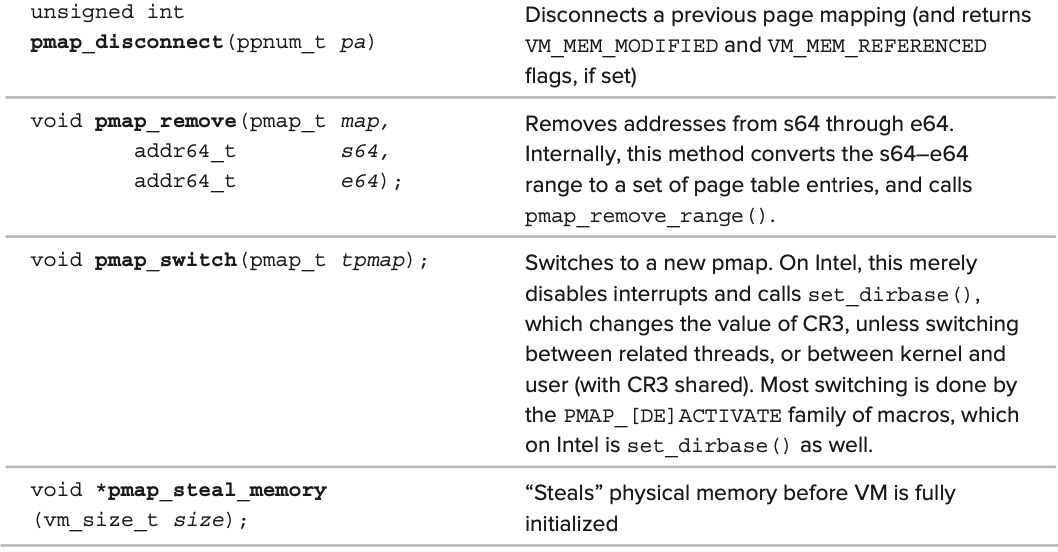 unsigned int
pmap_disconnect(ppnum_t pa)
Disconnects a previous page mapping (and returns
VM_MEM_MODIFIED and VM_MEM_REFERENCED
flags, if set)
void pmap_remove(pmap_t map,
addr64_t s64,
addr64_t e64);
Removes addresses from s64 through e64.
Internally, this method converts the s64–e64
range to a set of page table entries, and calls
pmap_remove_range().
void pmap_switch(pmap_t tpmap);
Switches to a new pmap. On Intel, this merely
disables interrupts and calls set_dirbase(),
which changes the value of CR3, unless switching
between related threads, or between kernel and
user (with CR3 shared). Most switching is done by
the PMAP_[DE]ACTIVATE family of macros, which
on Intel is set_dirbase() as well.
void *pmap_steal_memory
(vm_size_t size);
“Steals” physical memory before VM is fully
initialized